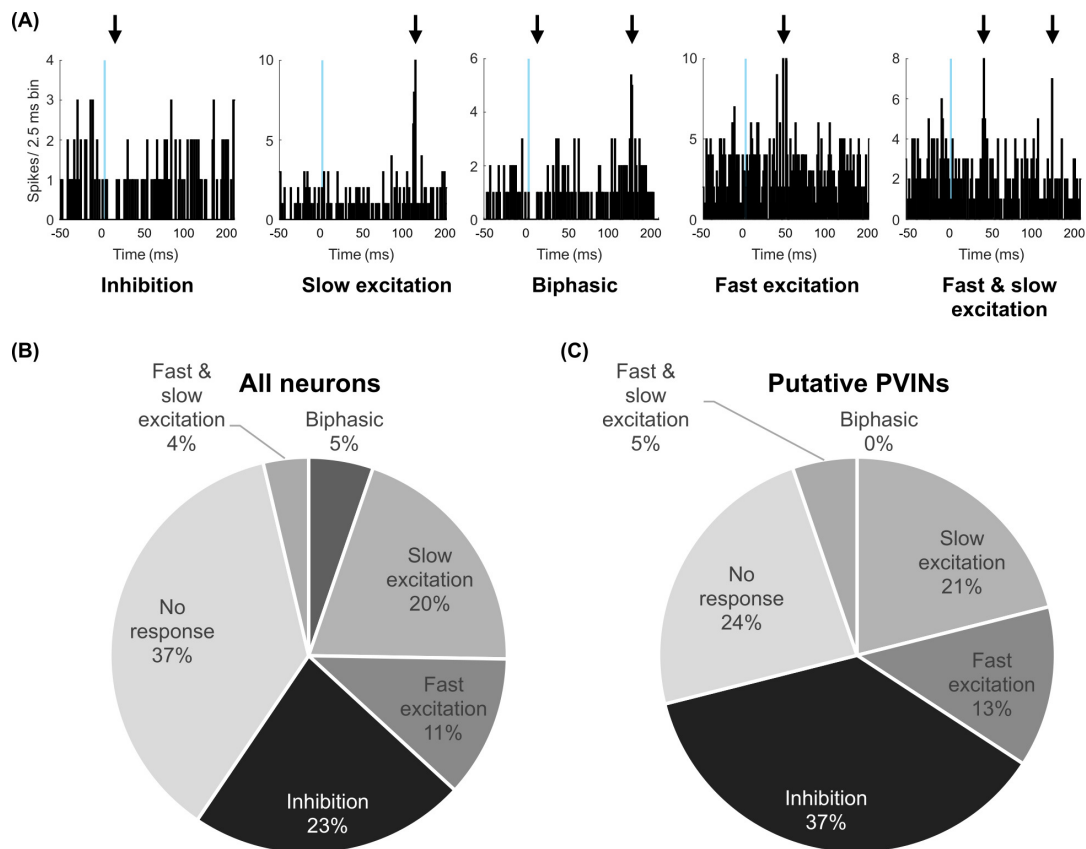 (A)
Spikes/ 2.5 ms bin
4
3
2
1
0
-50 0 50 100 150 200
Time (ms)
Inhibition
10
5
0
-50 0 50 100 150 200
Time (ms)
Slow excitation
6
4
2
0
-50 0 50 100 150 200
Time (ms)
Biphasic
10
5
0
-50 0 50 100 150 200
Time (ms)
Fast excitation
8
6
4
2
0
-50 0 50 100 150 200
Time (ms)
Fast & slow
excitation
(B)
All neurons
Fast &
slow
excitation
4%
Biphasic
5%
Slow
excitation
20%
Fast
excitation
11%
Inhibition
23%
No
response
37%
(C)
Putative PVINs
Fast &
slow
excitation
5%
Biphasic
0%
Slow
excitation
21%
Fast
excitation
13%
Inhibition
37%
No
response
24%